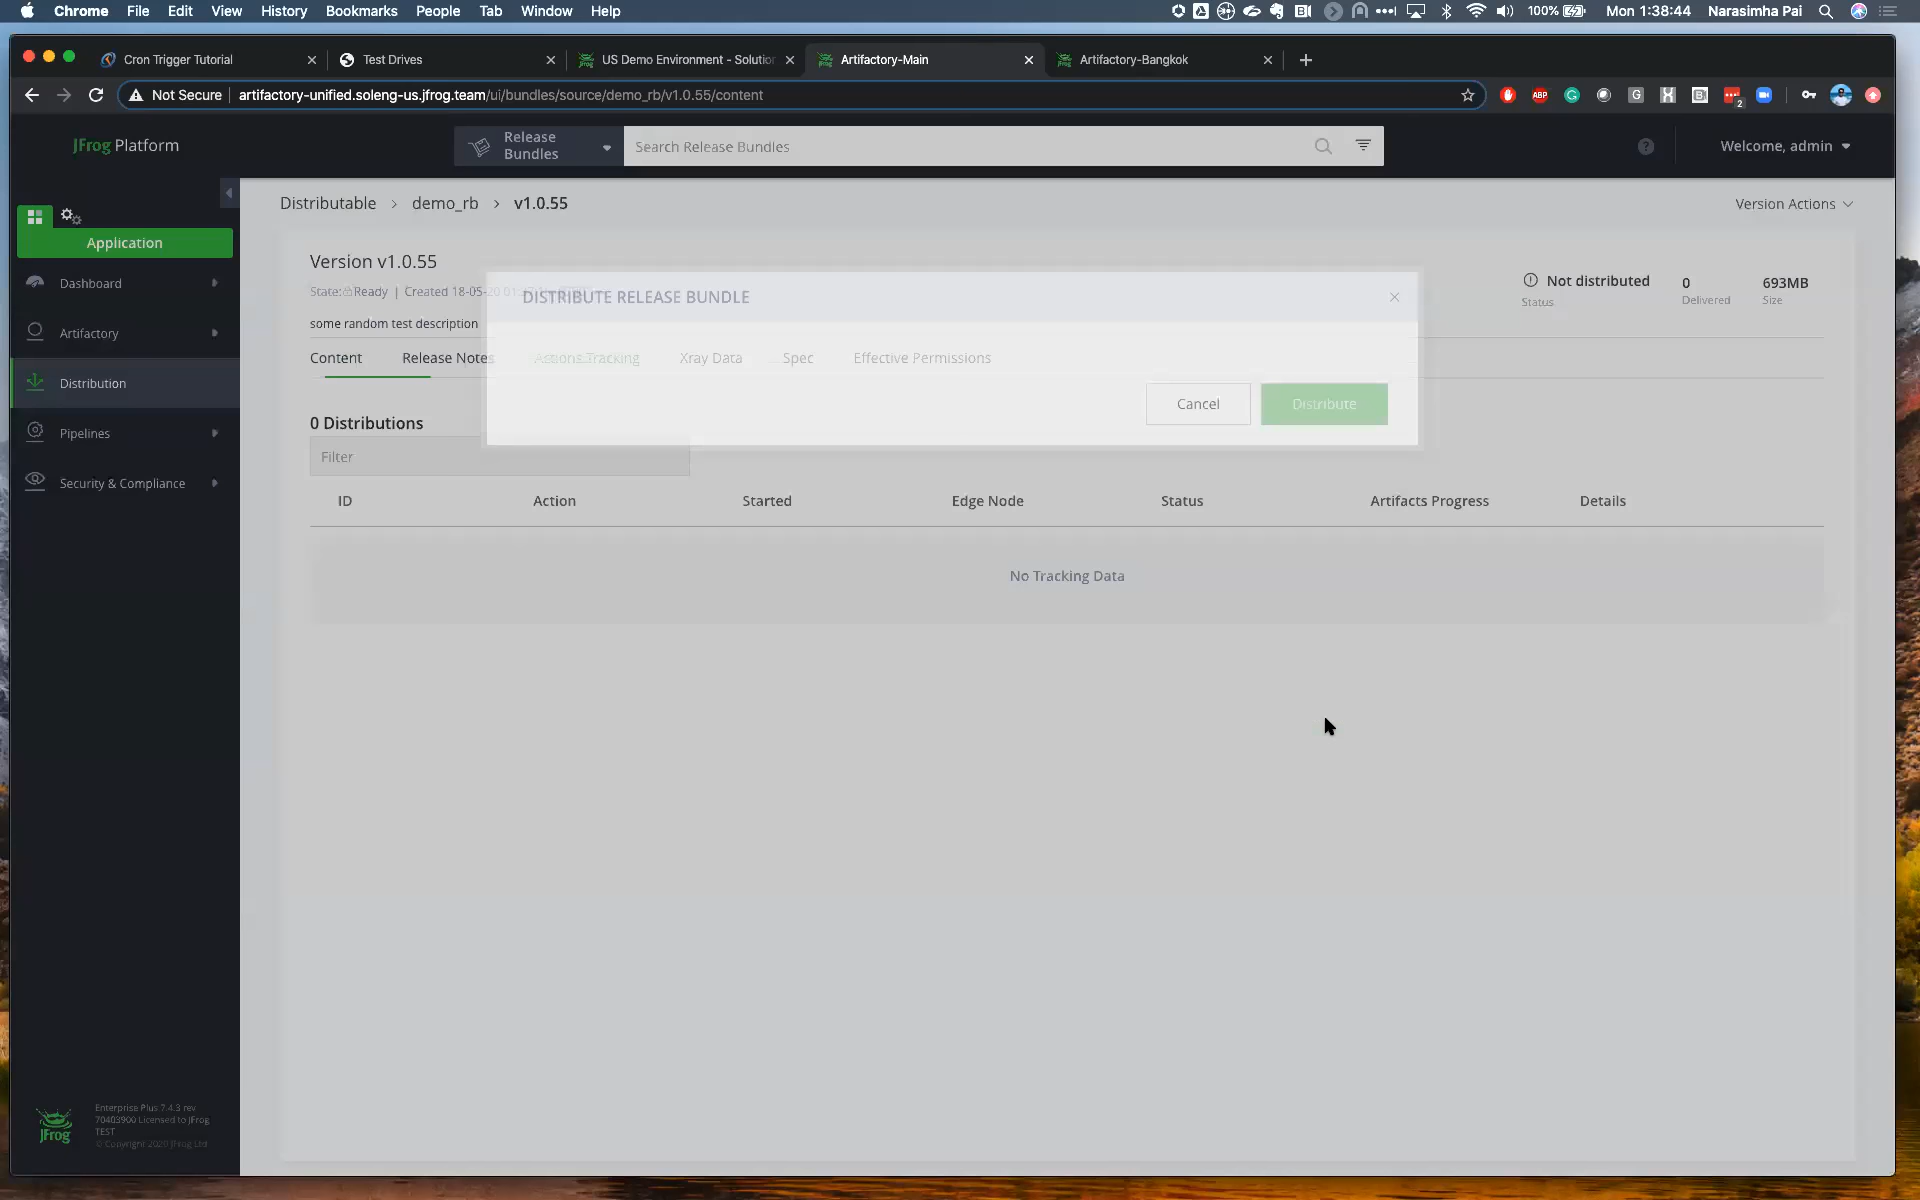 Chrome File Edit View History Bookmarks People Tab Window Help
100% Mon 1:38:44 Narasimha Pai
Cron Trigger Tutorial
Test Drives
US Demo Environment - Solution
Artifactory-Main
Artifactory-Bangkok
Not Secure | artifactory-unified.soleng-us.jfrog.team/ui/bundles/source/demo_rb/v1.0.55/content
ABP
2
JFrog Platform
Release Bundles
Search Release Bundles
Welcome, admin
Distributable > demo_rb > v1.0.55
Version Actions
Application
Dashboard
Artifactory
Distribution
Pipelines
Security & Compliance
Version v1.0.55
State: Ready | Created 18-05-20
some random test description
Not distributed
Status
0
Delivered
693MB
Size
DISTRIBUTE RELEASE BUNDLE
Content Release Notes Actions Tracking Xray Data Spec Effective Permissions
Cancel
Distribute
0 Distributions
Filter
ID Action Started Edge Node Status Artifacts Progress Details
No Tracking Data
JFrog
Enterprise Plus 7.4.3 rev
70403900 Licensed to JFrog
TEST
© Copyright 2020 JFrog Ltd